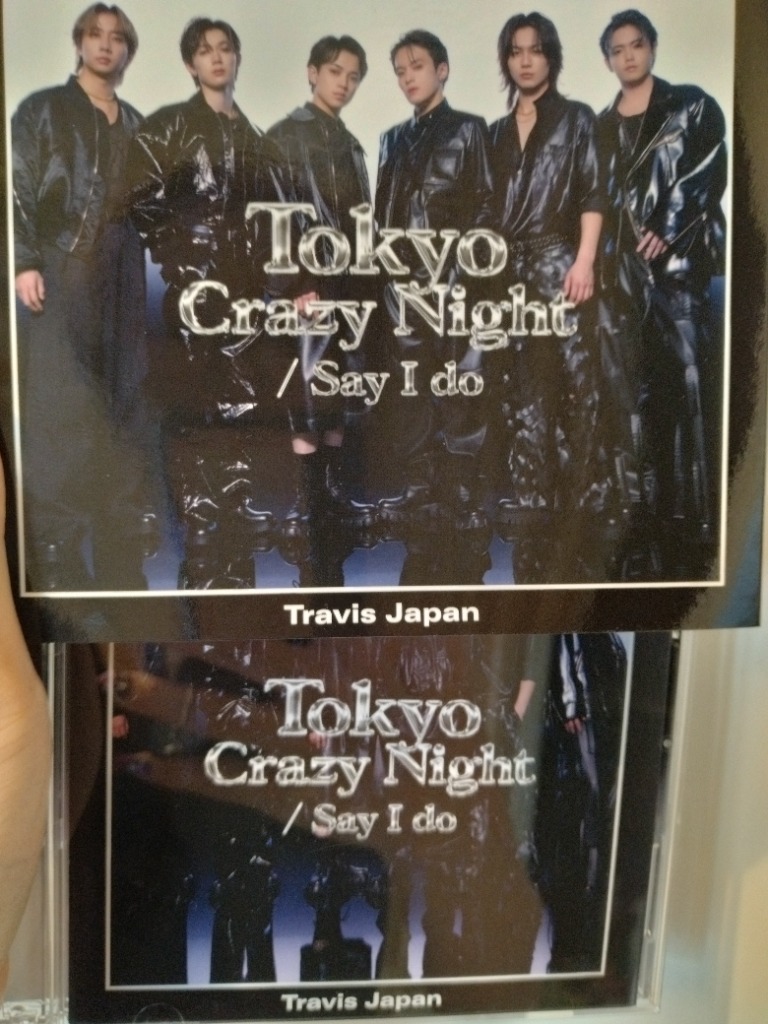 Tokyo
Crazy Night
/ Say I do
Travis Japan
Tokyo
Crazy Night
/ Say I do
Travis Japan